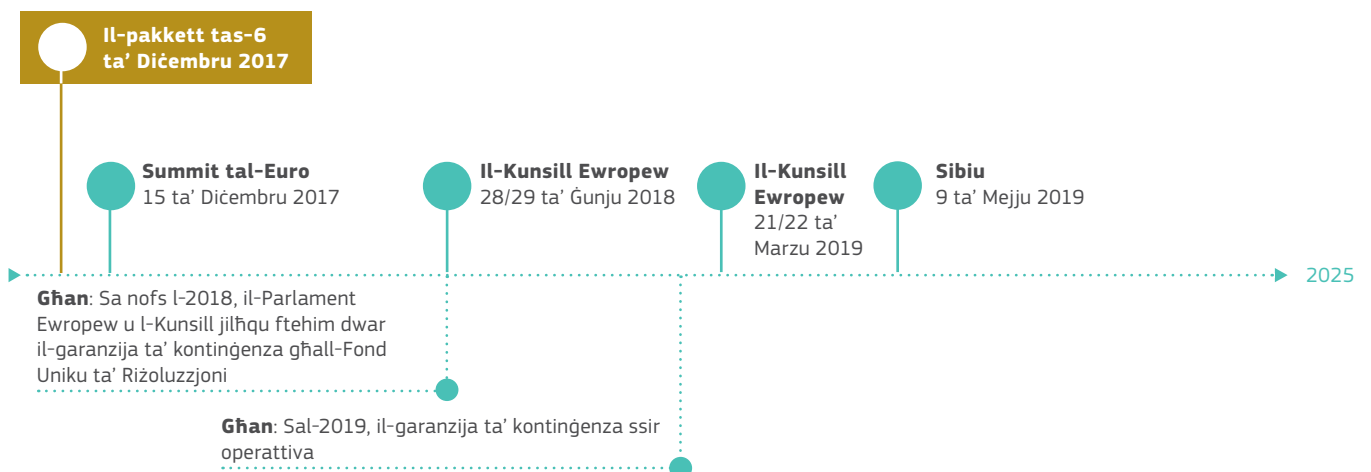 Il-pakkett tas-6
ta’ Diċembru 2017
Summit tal-Euro
15 ta’ Diċembru 2017
Il-Kunsill Ewropew
28/29 ta’ Ġunju 2018
Il-Kunsill
Ewropew
21/22 ta’
Marzu 2019
Sibiu
9 ta’ Mejju 2019
2025
Għan: Sa nofs l-2018, il-Parlament
Ewropew u l-Kunsill jilħqu ftehim dwar
il-garanzija ta’ kontinġenza għall-Fond
Uniku ta’ Riżoluzzjoni
Għan: Sal-2019, il-garanzija ta’ kontinġenza ssir
operattiva